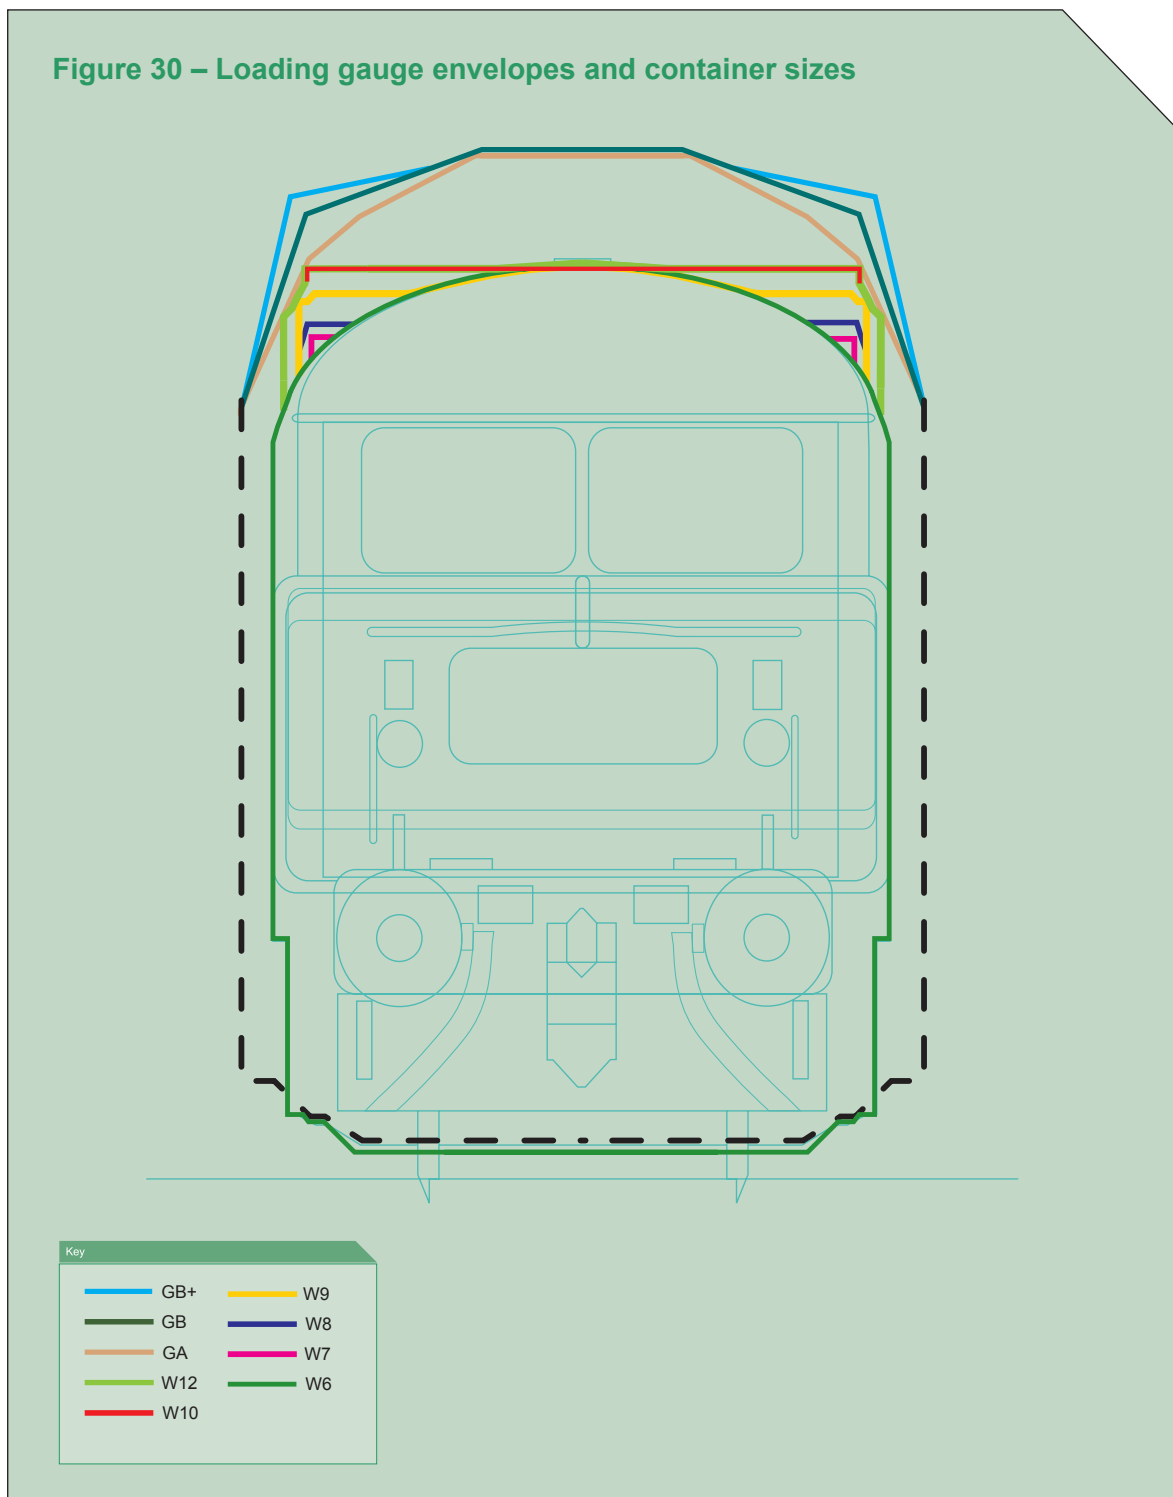 Figure 30 – Loading gauge envelopes and container sizes
Key
GB+
GB
GA
W12
W10
W9
W8
W7
W6